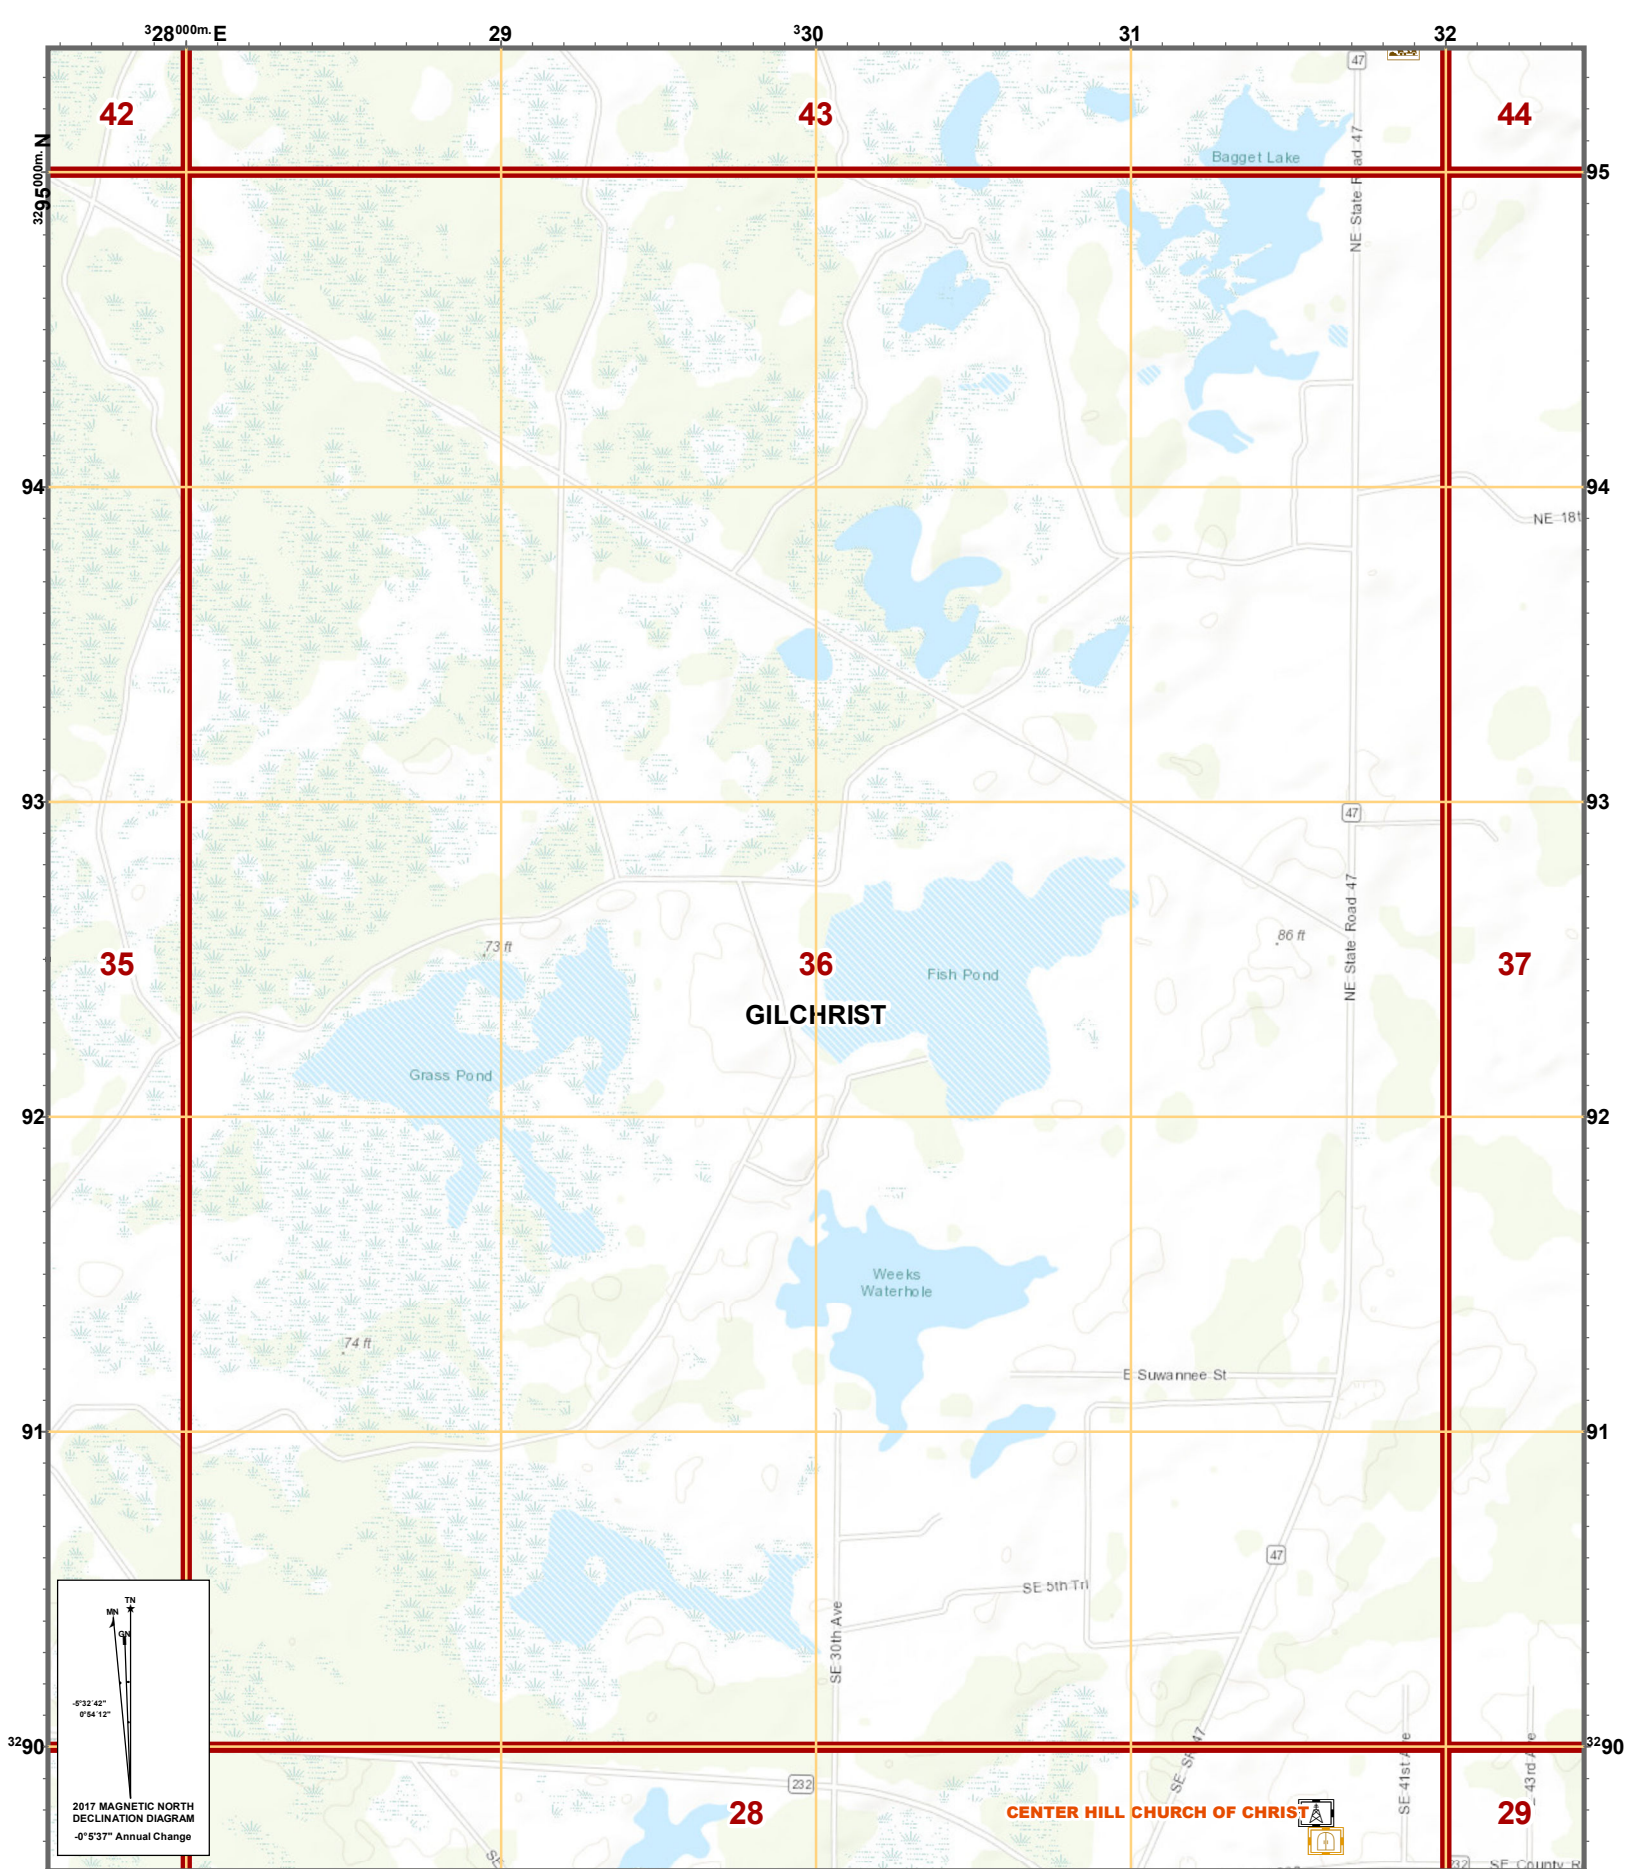 328000m. E
29
330
31
32
47
42
43
44
3295000m. N
Bagget Lake
NE State Road 47
95
94
94
NE 18t
93
93
47
NE State Road 47
73 ft
86 ft
35
36
37
Fish Pond
GILCHRIST
Grass Pond
92
92
Weeks
Waterhole
74 ft
E Suwannee St
91
91
47
SE 5th Trl
SE 30th Ave
TN
MN
GN
-5°32'42"
0°54'12"
3290
3290
SE SR 47
SE 41st Ave
43rd Ave
232
2017 MAGNETIC NORTH
DECLINATION DIAGRAM
-0°5'37" Annual Change
28
CENTER HILL CHURCH OF CHRIST
29
SE
232
SE County R